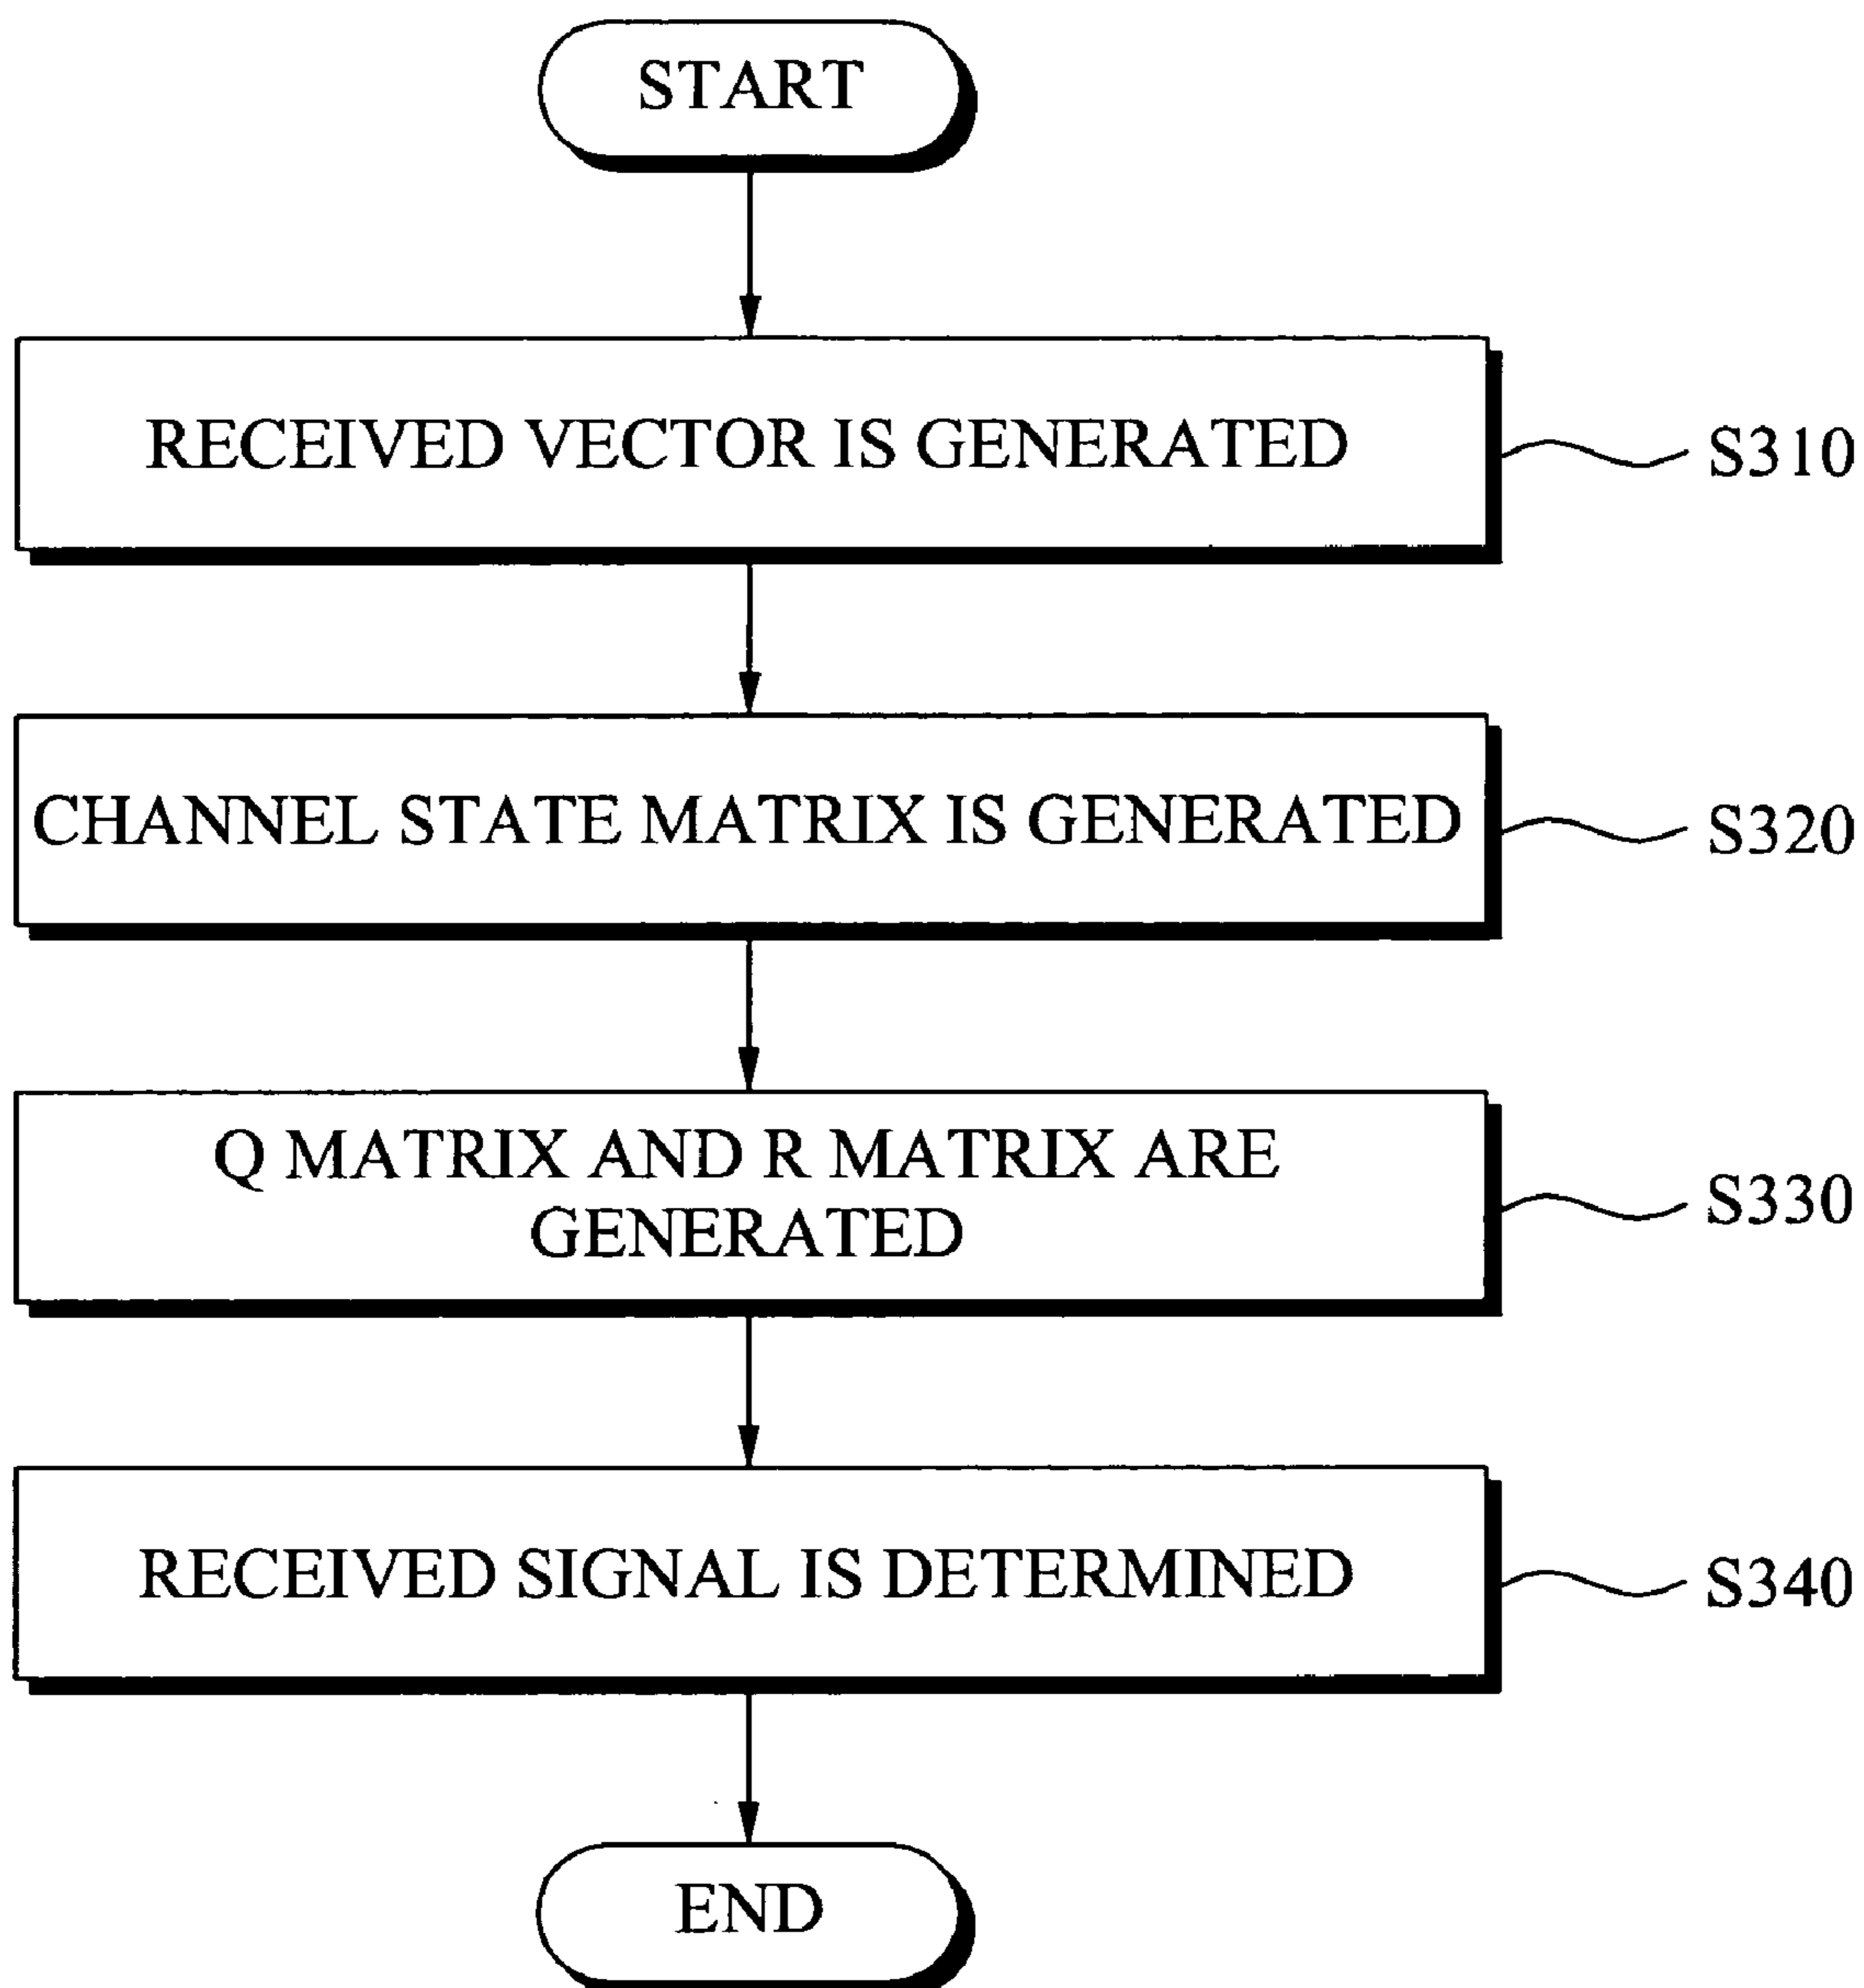 START
RECEIVED VECTOR IS GENERATED
S310
CHANNEL STATE MATRIX IS GENERATED
S320
Q MATRIX AND R MATRIX ARE
GENERATED
S330
RECEIVED SIGNAL IS DETERMINED
S340
END